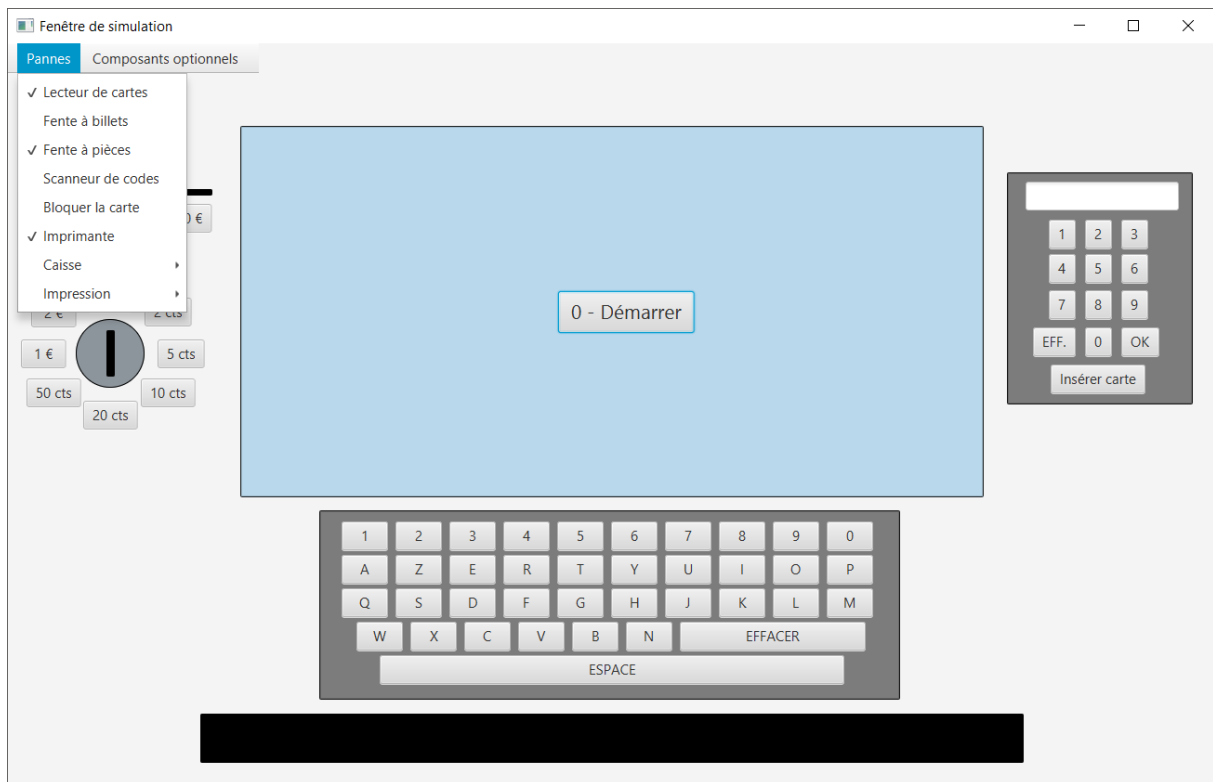 Fenêtre de simulation
Pannes Composants optionnels
✓ Lecteur de cartes
Fente à billets
✓ Fente à pièces
Scanneur de codes
Bloquer la carte
✓ Imprimante
Caisse
Impression
€
2 € 2 cts
1 € 5 cts
50 cts 10 cts
20 cts
0 - Démarrer
1 2 3
4 5 6
7 8 9
EFF. 0 OK
Insérer carte
1 2 3 4 5 6 7 8 9 0
A Z E R T Y U I O P
Q S D F G H J K L M
W X C V B N EFFACER
ESPACE